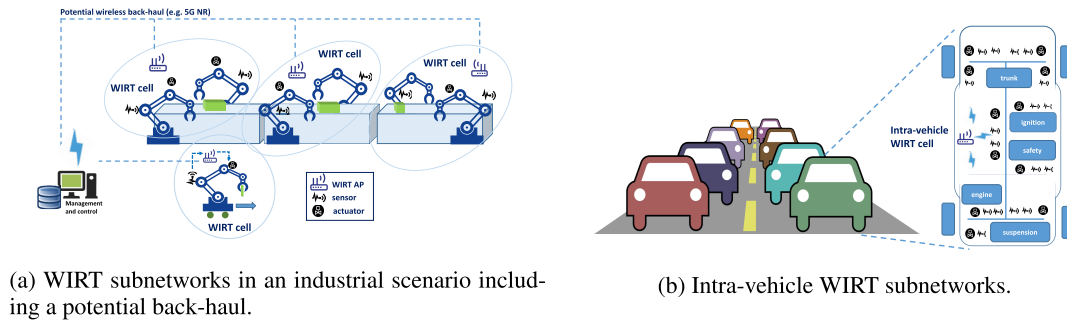 Potential wireless back-haul (e.g. 5G NR)
WIRT cell
WIRT cell
WIRT cell
Management
and control
WIRT cell
WIRT AP
sensor
actuator
(a) WIRT subnetworks in an industrial scenario includ-
ing a potential back-haul.
Intra-vehicle
WIRT cell
trunk
ignition
safety
engine
suspension
(b) Intra-vehicle WIRT subnetworks.